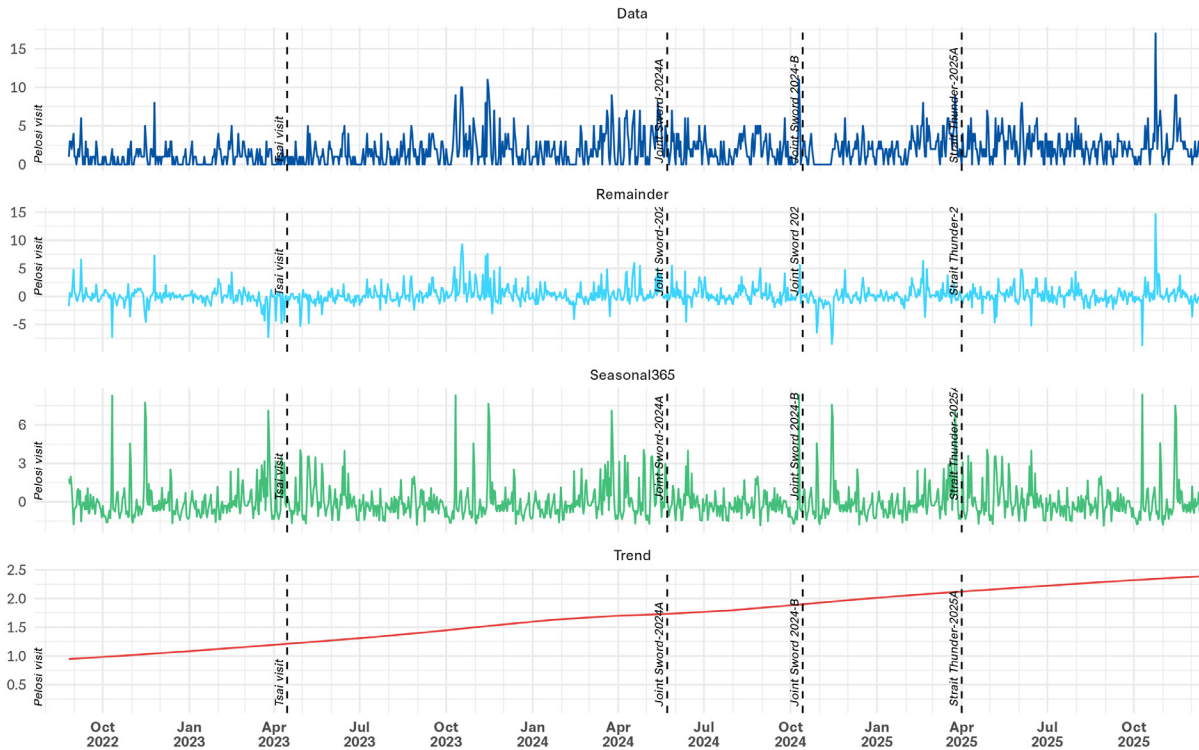 Data
15
10
5
0
Pelosi visit
Tsai visit
Joint Sword-2024A
Joint Sword 2024-B
Strait Thunder-2025A
Remainder
15
10
5
0
-5
Pelosi visit
Tsai visit
Joint Sword-202
Joint Sword 202
Strait Thunder-2
Seasonal365
6
3
0
Pelosi visit
Tsai visit
Joint Sword-2024A
Joint Sword 2024-B
Strait Thunder-2025A
Trend
2.5
2.0
1.5
1.0
0.5
Pelosi visit
Tsai visit
Joint Sword-2024A
Joint Sword 2024-B
Strait Thunder-2025A
Oct Jan Apr Jul Oct Jan Apr Jul Oct Jan Apr Jul Oct
2022 2023 2023 2023 2023 2024 2024 2024 2024 2025 2025 2025 2025